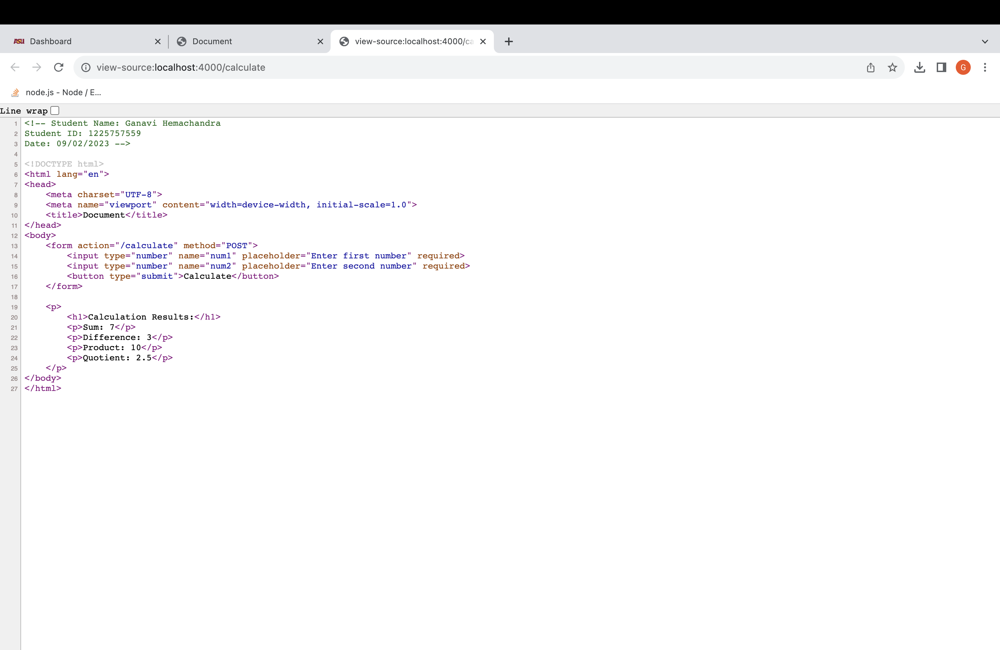 ASU Dashboard Document view-source:localhost:4000/ca
view-source:localhost:4000/calculate G
node.js - Node / E...
Line wrap
1 <!-- Student Name: Ganavi Hemachandra
2 Student ID: 1225757559
3 Date: 09/02/2023 -->
4
5 <!DOCTYPE html>
6 <html lang="en">
7 <head>
8     <meta charset="UTF-8">
9     <meta name="viewport" content="width=device-width, initial-scale=1.0">
10     <title>Document</title>
11 </head>
12 <body>
13     <form action="/calculate" method="POST">
14         <input type="number" name="num1" placeholder="Enter first number" required>
15         <input type="number" name="num2" placeholder="Enter second number" required>
16         <button type="submit">Calculate</button>
17     </form>
18
19     <p>
20         <h1>Calculation Results:</h1>
21         <p>Sum: 7</p>
22         <p>Difference: 3</p>
23         <p>Product: 10</p>
24         <p>Quotient: 2.5</p>
25     </p>
26 </body>
27 </html>